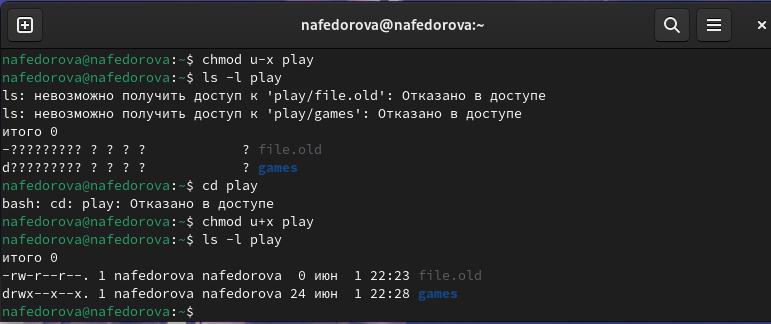 nafedorova@nafedorova:~
nafedorova@nafedorova:~$ chmod u-x play
nafedorova@nafedorova:~$ ls -l play
ls: невозможно получить доступ к 'play/file.old': Отказано в доступе
ls: невозможно получить доступ к 'play/games': Отказано в доступе
итого 0
-????????? ? ? ? ?            ? file.old
d????????? ? ? ? ?            ? games
nafedorova@nafedorova:~$ cd play
bash: cd: play: Отказано в доступе
nafedorova@nafedorova:~$ chmod u+x play
nafedorova@nafedorova:~$ ls -l play
итого 0
-rw-r--r--. 1 nafedorova nafedorova  0 июн  1 22:23 file.old
drwx--x--x. 1 nafedorova nafedorova 24 июн  1 22:28 games
nafedorova@nafedorova:~$